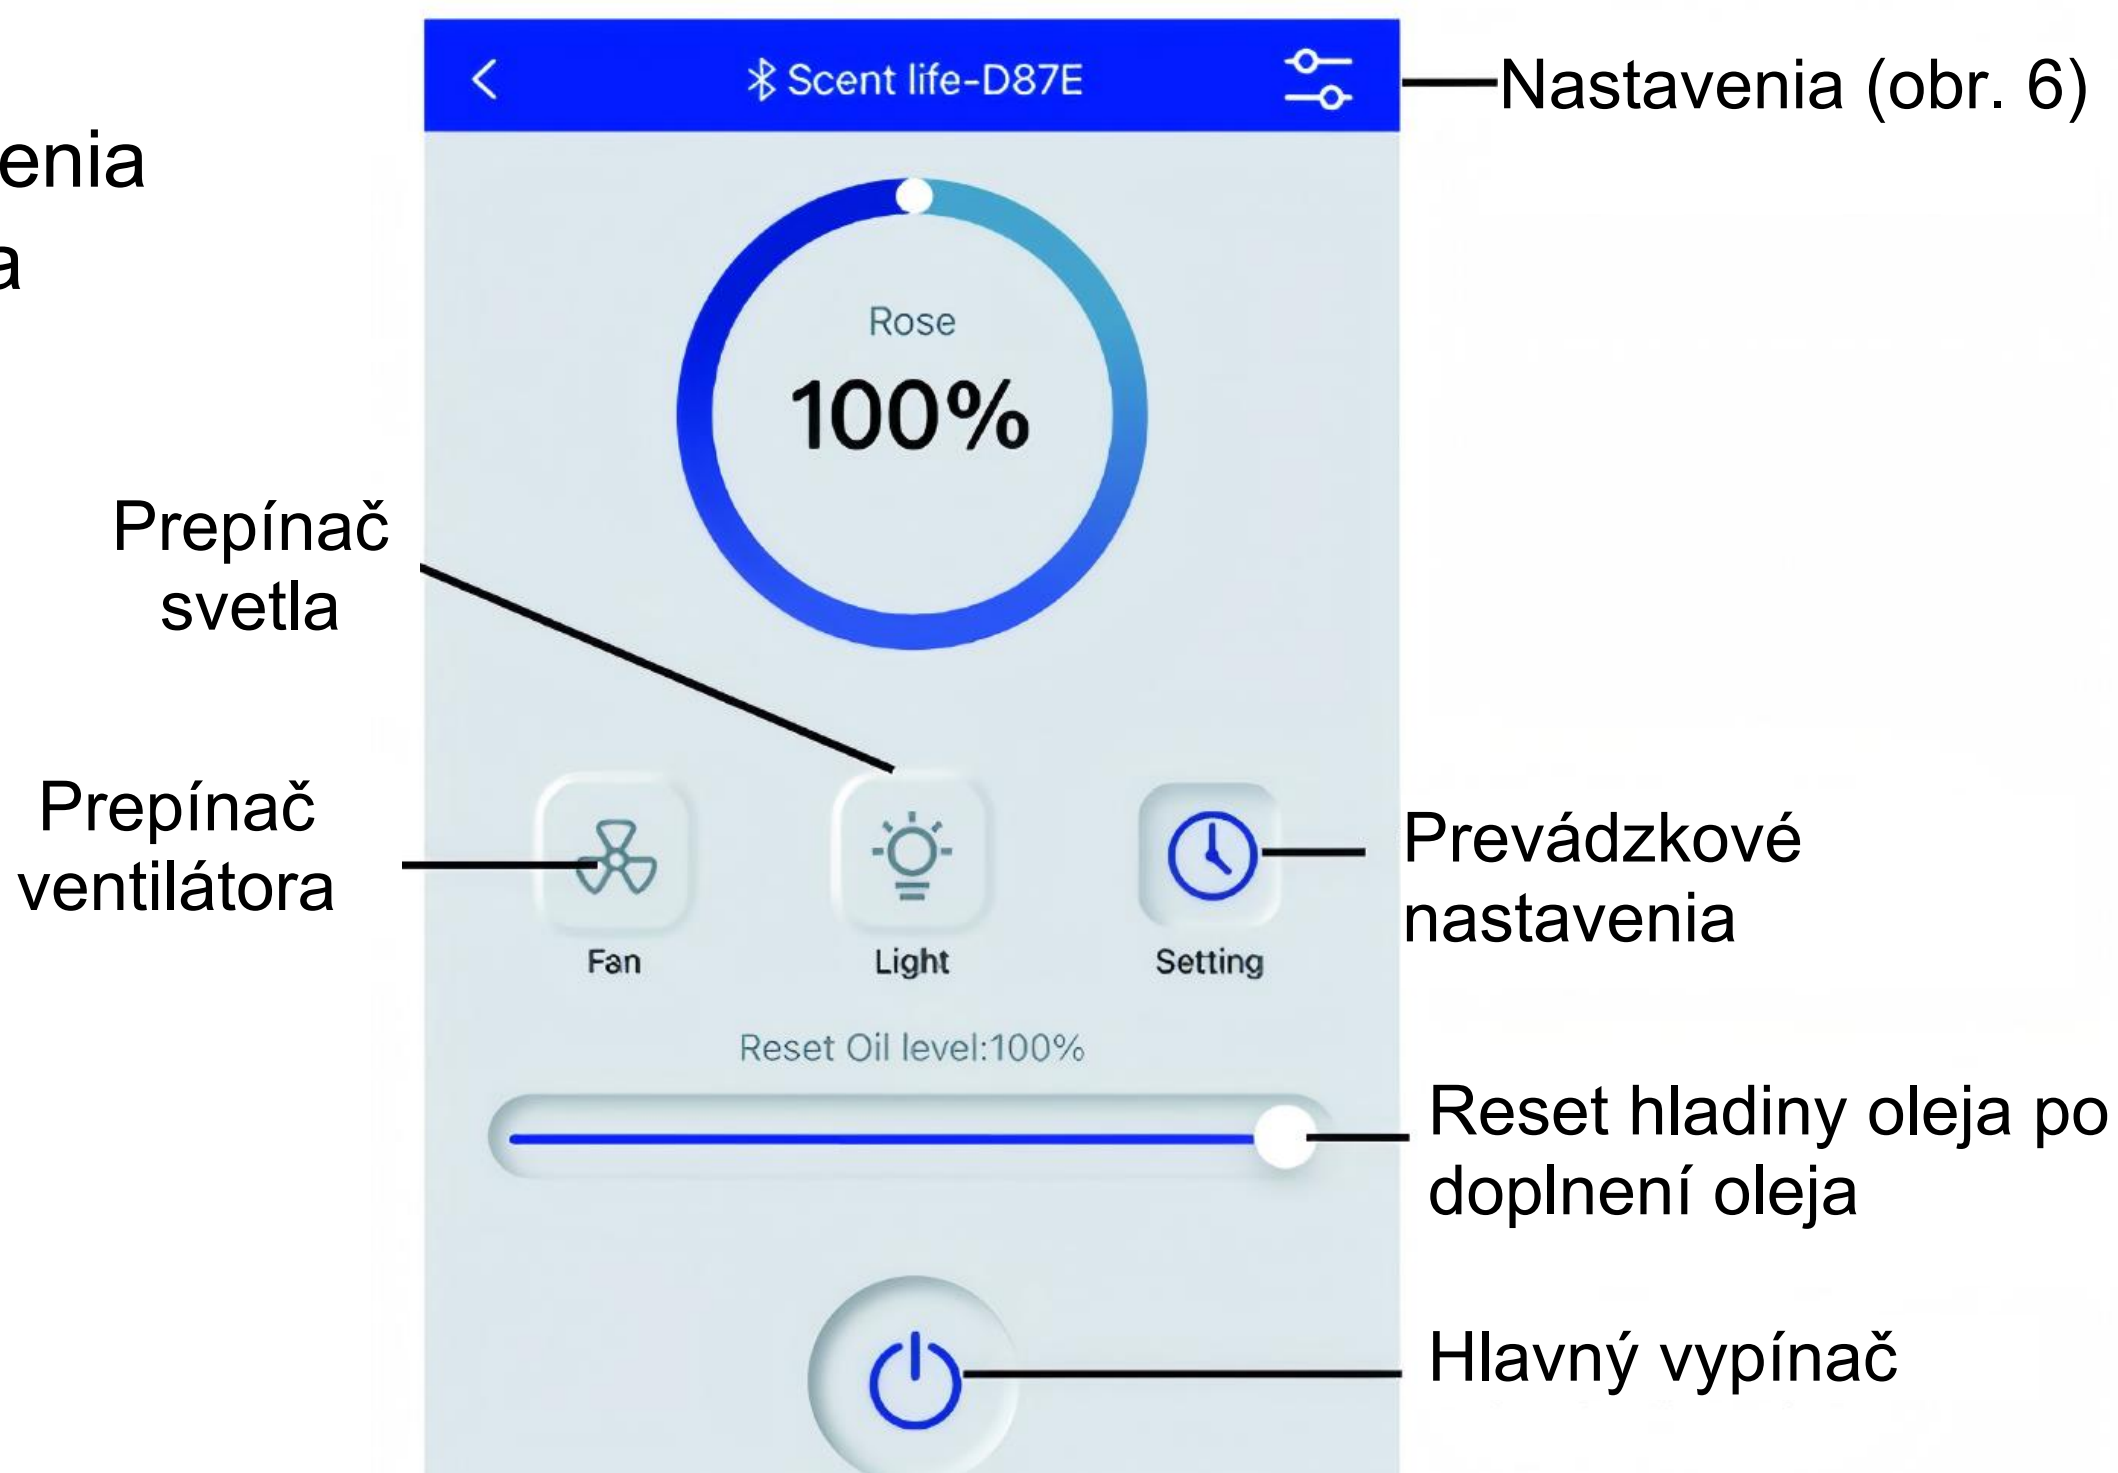 Scent life-D87E
Nastavenia (obr. 6)
enia
a
Rose
100%
Prepínač
svetla
Prepínač
ventilátora
Prevádzkové
nastavenia
Fan
Light
Setting
Reset Oil level:100%
Reset hladiny oleja po
doplnení oleja
Hlavný vypínač